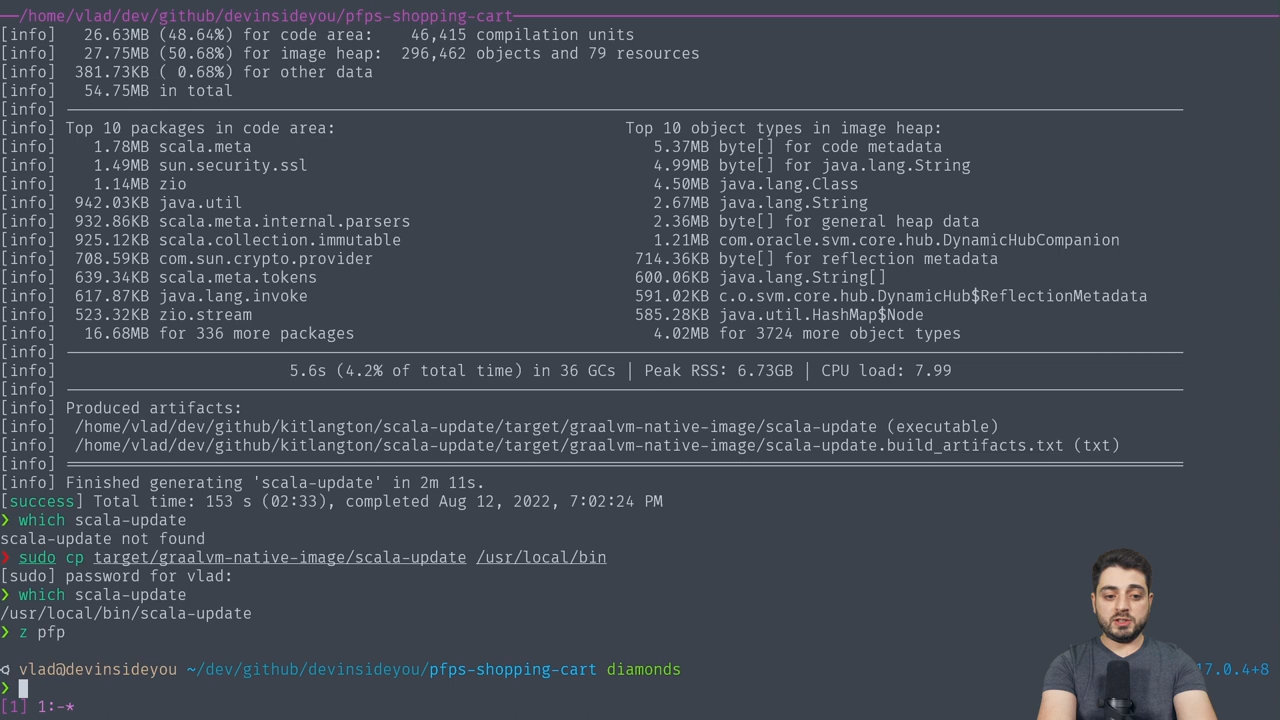 /home/vlad/dev/github/devinsideyou/pfps-shopping-cart
[info] 26.63MB (48.64%) for code area: 46,415 compilation units
[info] 27.75MB (50.68%) for image heap: 296,462 objects and 79 resources
[info] 381.73KB ( 0.68%) for other data
[info] 54.75MB in total
[info]
[info] Top 10 packages in code area: Top 10 object types in image heap:
[info] 1.78MB scala.meta 5.37MB byte[] for code metadata
[info] 1.49MB sun.security.ssl 4.99MB byte[] for java.lang.String
[info] 1.14MB zio 4.50MB java.lang.Class
[info] 942.03KB java.util 2.67MB java.lang.String
[info] 932.86KB scala.meta.internal.parsers 2.36MB byte[] for general heap data
[info] 925.12KB scala.collection.immutable 1.21MB com.oracle.svm.core.hub.DynamicHubCompanion
[info] 708.59KB com.sun.crypto.provider 714.36KB byte[] for reflection metadata
[info] 639.34KB scala.meta.tokens 600.06KB java.lang.String[]
[info] 617.87KB java.lang.invoke 591.02KB c.o.svm.core.hub.DynamicHub$ReflectionMetadata
[info] 523.32KB zio.stream 585.28KB java.util.HashMap$Node
[info] 16.68MB for 336 more packages 4.02MB for 3724 more object types
[info]
[info] 5.6s (4.2% of total time) in 36 GCs | Peak RSS: 6.73GB | CPU load: 7.99
[info]
[info] Produced artifacts:
[info] /home/vlad/dev/github/kitlangton/scala-update/target/graalvm-native-image/scala-update (executable)
[info] /home/vlad/dev/github/kitlangton/scala-update/target/graalvm-native-image/scala-update.build_artifacts.txt (txt)
[info]
[info] Finished generating 'scala-update' in 2m 11s.
[success] Total time: 153 s (02:33), completed Aug 12, 2022, 7:02:24 PM
❯ which scala-update
scala-update not found
❯ sudo cp target/graalvm-native-image/scala-update /usr/local/bin
[sudo] password for vlad:
❯ which scala-update
/usr/local/bin/scala-update
❯ z pfp
vlad@devinsideyou ~/dev/github/devinsideyou/pfps-shopping-cart diamonds 17.0.4+8
❯
[1] 1:-*